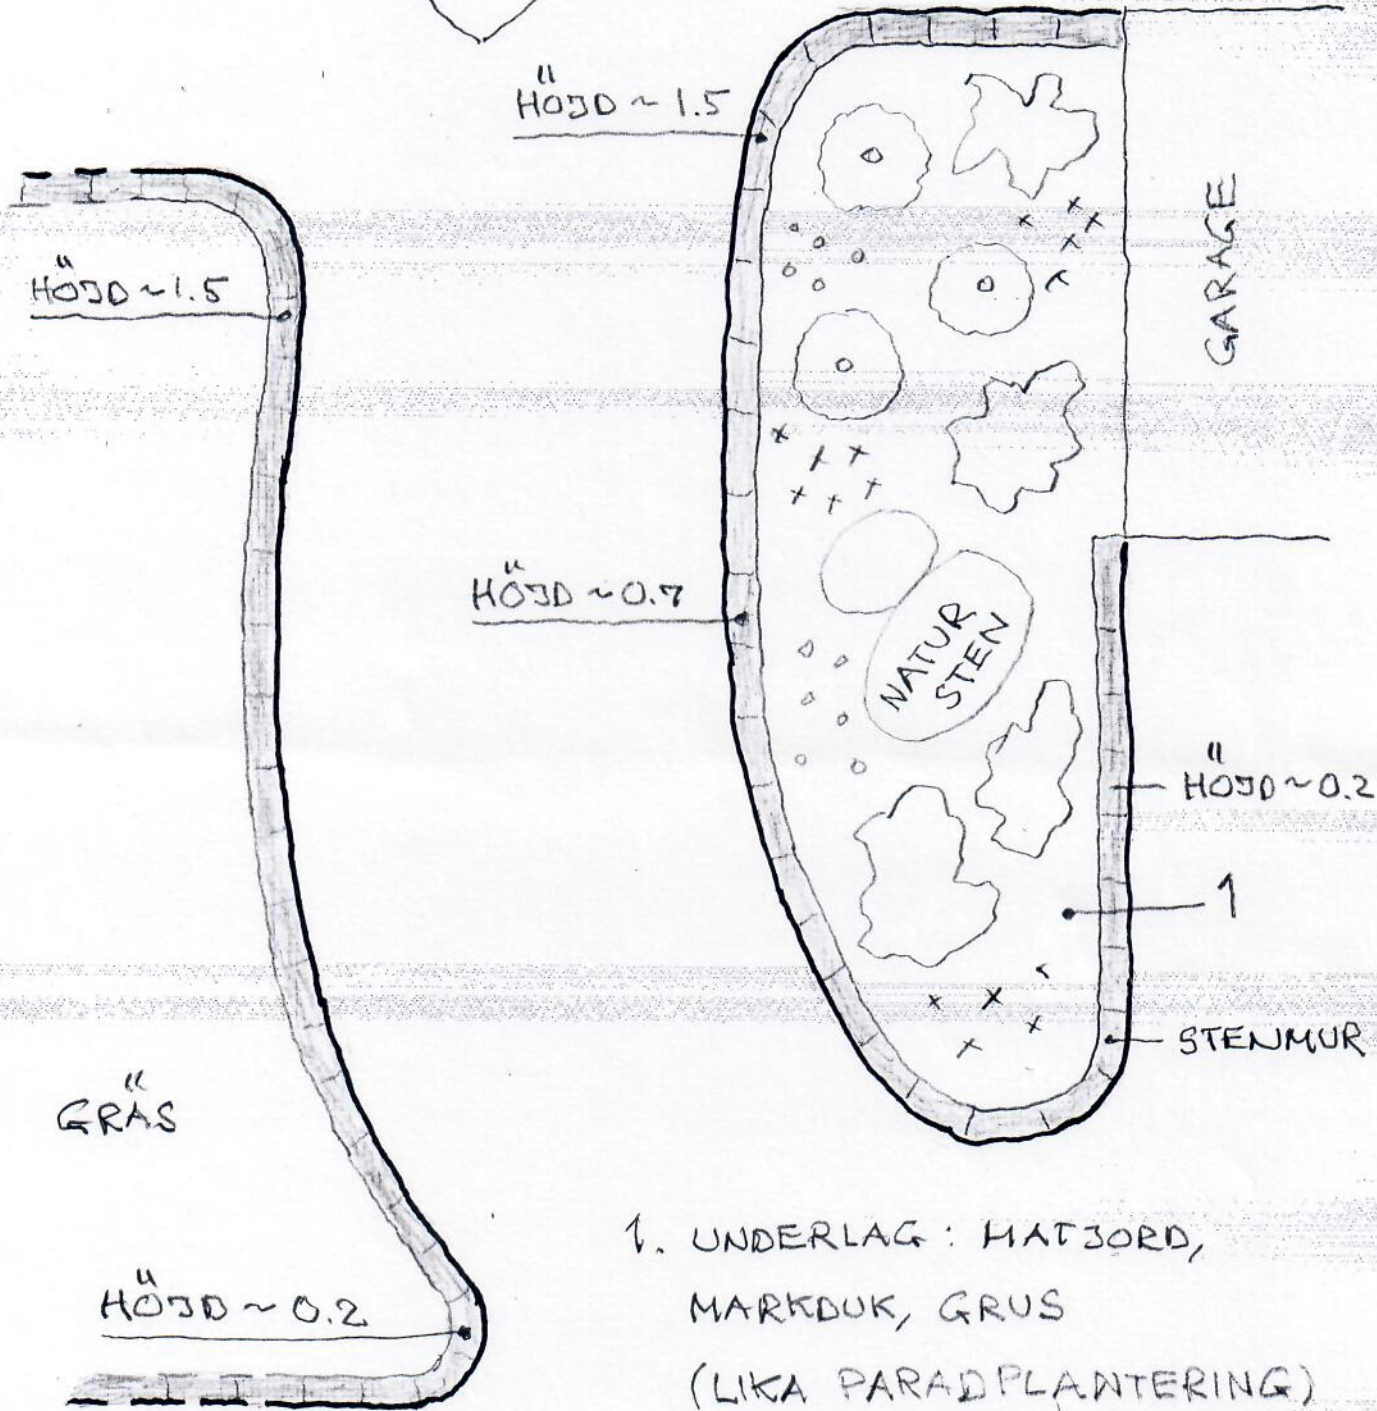 HÖJD ~ 1.5
HÖJD ~ 1.5
GARAGE
HÖJD ~ 0.7
NATUR
STEN
HÖJD ~ 0.2
1
STENMUR
GRÄS
HÖJD ~ 0.2
1. UNDERLAG : MATJORD,
MARKDUK, GRUS
(LIKA PARADPLANTERING)